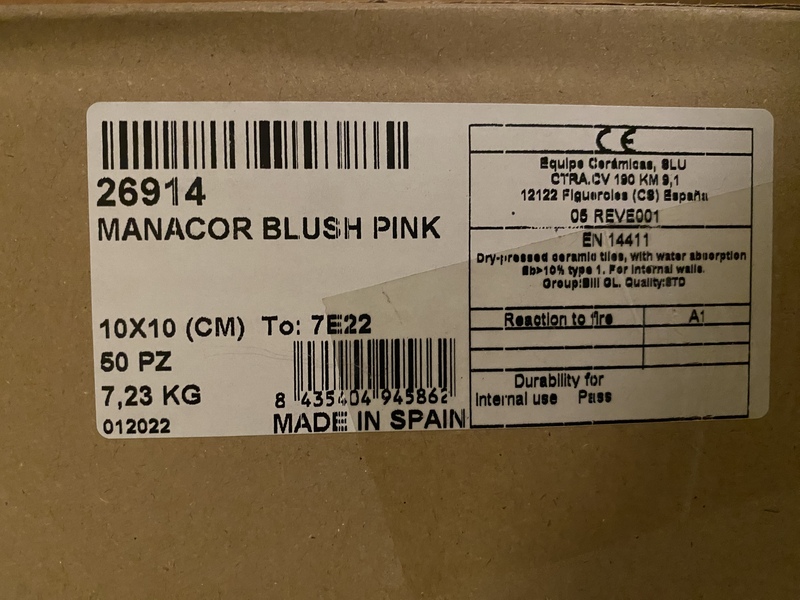 26914
MANACOR BLUSH PINK
10X10 (CM) To: 7E22
50 PZ
7,23 KG
012022
8 435404 945862
MADE IN SPAIN
CE
Equipe Cerámicas, SLU
CTRA.CV 190 KM 9,1
12122 Figueroles (CS) España
05 REVE001
EN 14411
Dry-pressed ceramic tiles, with water absorption
Eb>10% type 1. For internal walls.
Group:BIII GL. Quality:STD
Reaction to fire A1
Durability for
Internal use Pass